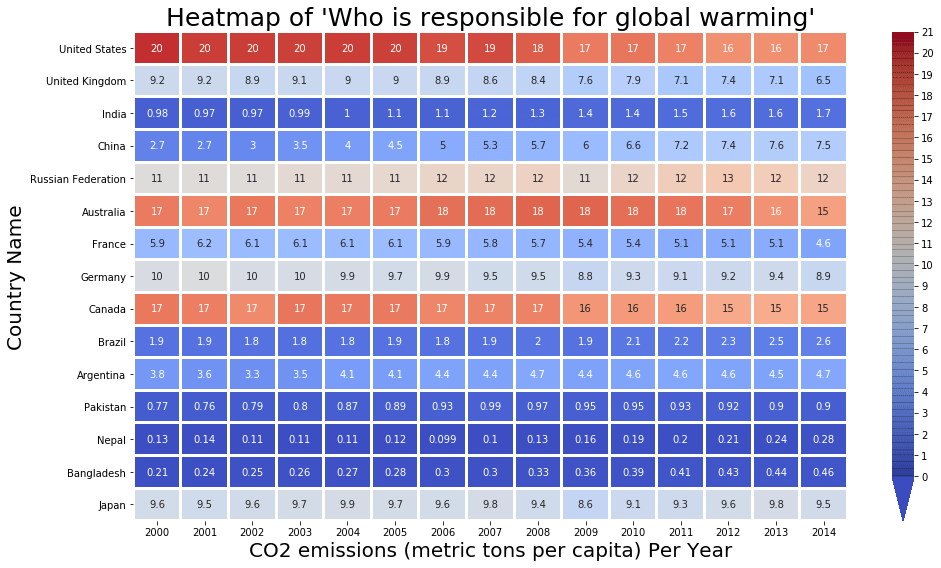 Heatmap of 'Who is responsible for global warming'
United States 20 20 20 20 20 20 19 19 18 17 17 17 16 16 17
United Kingdom 9.2 9.2 8.9 9.1 9 9 8.9 8.6 8.4 7.6 7.9 7.1 7.4 7.1 6.5
India 0.98 0.97 0.97 0.99 1 1.1 1.1 1.2 1.3 1.4 1.4 1.5 1.6 1.6 1.7
China 2.7 2.7 3 3.5 4 4.5 5 5.3 5.7 6 6.6 7.2 7.4 7.6 7.5
Russian Federation 11 11 11 11 11 11 12 12 12 11 12 12 13 12 12
Australia 17 17 17 17 17 17 18 18 18 18 18 18 17 16 15
France 5.9 6.2 6.1 6.1 6.1 6.1 5.9 5.8 5.7 5.4 5.4 5.1 5.1 5.1 4.6
Germany 10 10 10 10 9.9 9.7 9.9 9.5 9.5 8.8 9.3 9.1 9.2 9.4 8.9
Canada 17 17 17 17 17 17 17 17 17 16 16 16 15 15 15
Brazil 1.9 1.9 1.8 1.8 1.8 1.9 1.8 1.9 2 1.9 2.1 2.2 2.3 2.5 2.6
Argentina 3.8 3.6 3.3 3.5 4.1 4.1 4.4 4.4 4.7 4.4 4.6 4.6 4.6 4.5 4.7
Pakistan 0.77 0.76 0.79 0.8 0.87 0.89 0.93 0.99 0.97 0.95 0.95 0.93 0.92 0.9 0.9
Nepal 0.13 0.14 0.11 0.11 0.11 0.12 0.099 0.1 0.13 0.16 0.19 0.2 0.21 0.24 0.28
Bangladesh 0.21 0.24 0.25 0.26 0.27 0.28 0.3 0.3 0.33 0.36 0.39 0.41 0.43 0.44 0.46
Japan 9.6 9.5 9.6 9.7 9.9 9.7 9.6 9.8 9.4 8.6 9.1 9.3 9.6 9.8 9.5
2000 2001 2002 2003 2004 2005 2006 2007 2008 2009 2010 2011 2012 2013 2014
CO2 emissions (metric tons per capita) Per Year
Country Name
21
20
19
18
17
16
15
14
13
12
11
10
9
8
7
6
5
4
3
2
1
0